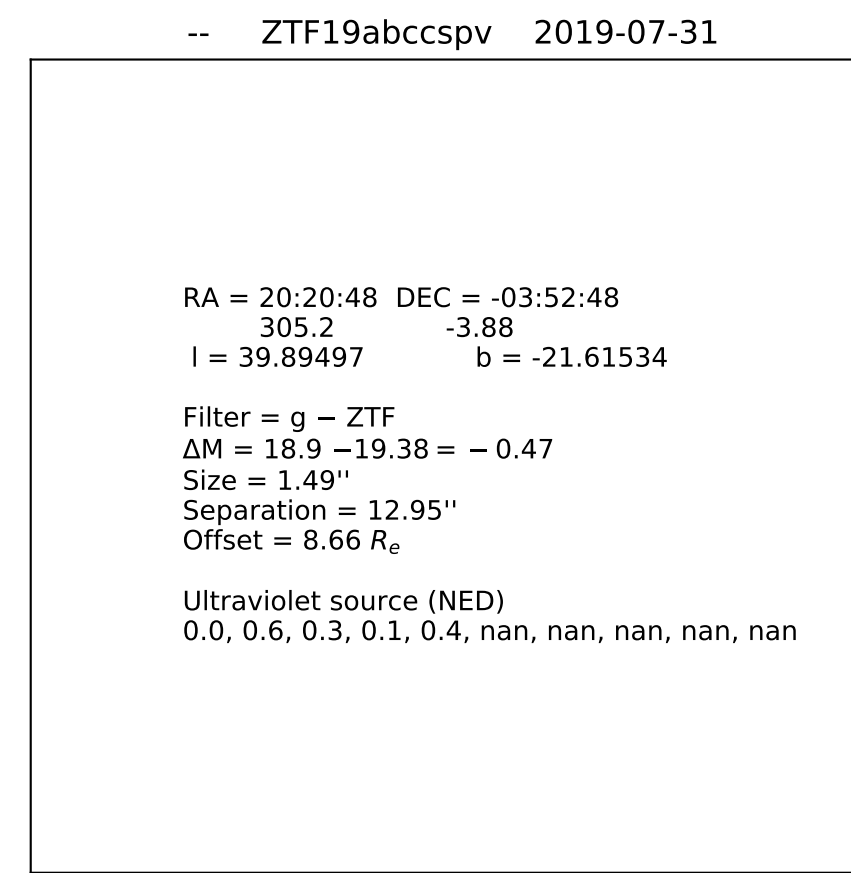 -- ZTF19abccspv 2019-07-31
RA = 20:20:48 DEC = -03:52:48
305.2 -3.88
l = 39.89497 b = -21.61534
Filter = g − ZTF
ΔM = 18.9 −19.38 = − 0.47
Size = 1.49''
Separation = 12.95''
Offset = 8.66 Re
Ultraviolet source (NED)
0.0, 0.6, 0.3, 0.1, 0.4, nan, nan, nan, nan, nan